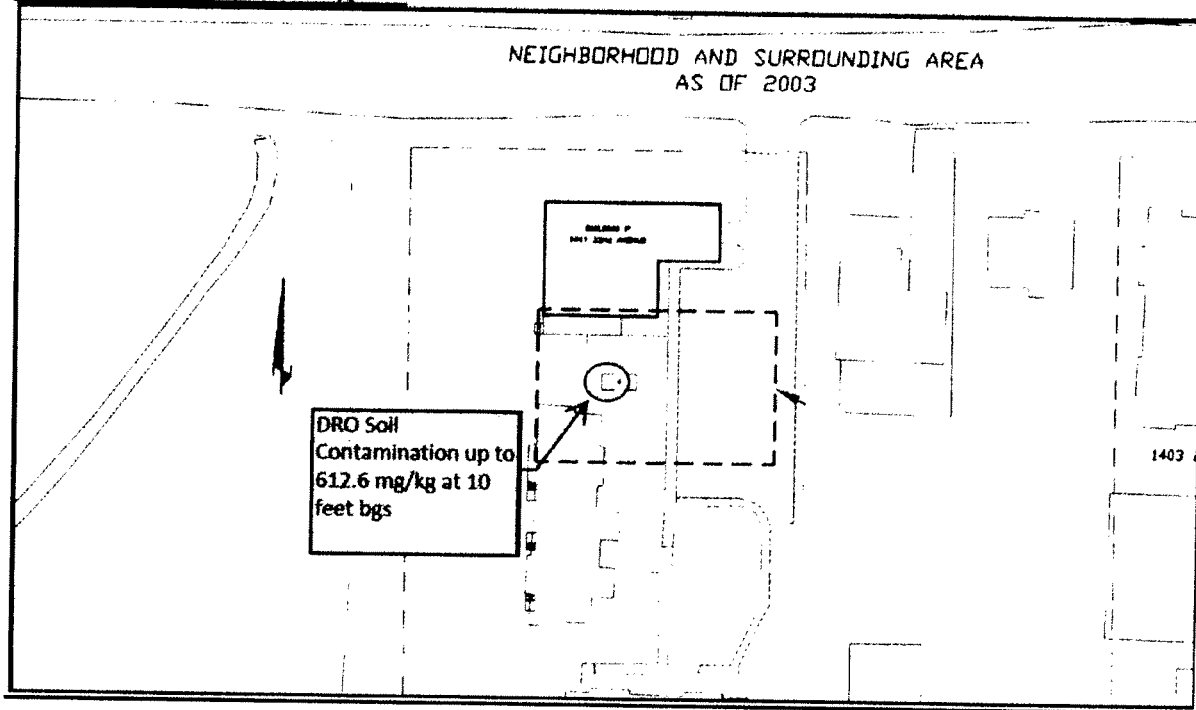 NEIGHBORHOOD AND SURROUNDING AREA
AS OF 2003
DRO Soil
Contamination up to
612.6 mg/kg at 10
feet bgs
1403